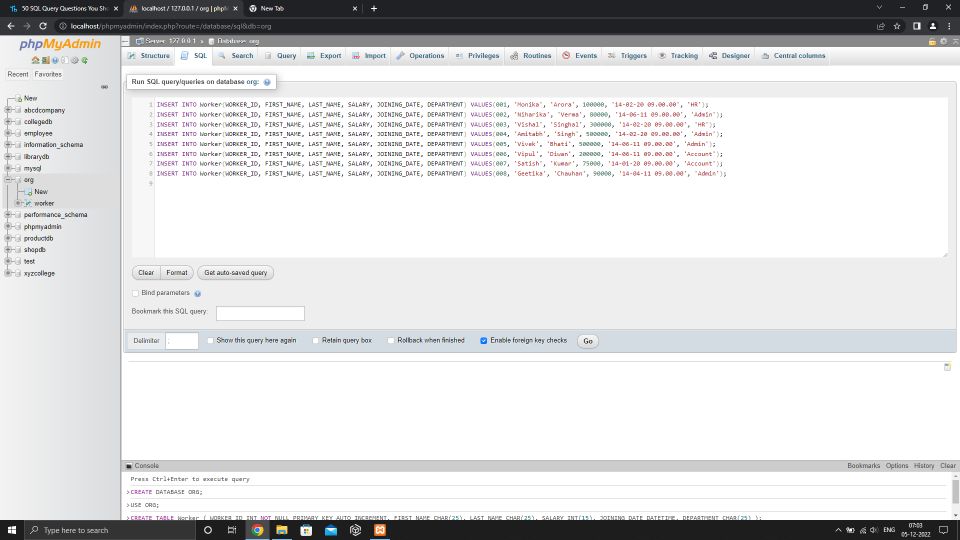 50 SQL Query Questions You Sho
localhost / 127.0.0.1 / org | phpM
New Tab
localhost/phpmyadmin/index.php?route=/database/sql&db=org
phpMyAdmin
Server: 127.0.0.1 » Database: org
Structure SQL Search Query Export Import Operations Privileges Routines Events Triggers Tracking Designer Central columns
Recent Favorites
Run SQL query/queries on database org:
New
abcdcompany
collegedb
employee
information_schema
librarydb
mysql
org
New
worker
performance_schema
phpmyadmin
productdb
shopdb
test
xyzcollege
1 INSERT INTO Worker(WORKER_ID, FIRST_NAME, LAST_NAME, SALARY, JOINING_DATE, DEPARTMENT) VALUES(001, 'Monika', 'Arora', 100000, '14-02-20 09.00.00', 'HR');
2 INSERT INTO Worker(WORKER_ID, FIRST_NAME, LAST_NAME, SALARY, JOINING_DATE, DEPARTMENT) VALUES(002, 'Niharika', 'Verma', 80000, '14-06-11 09.00.00', 'Admin');
3 INSERT INTO Worker(WORKER_ID, FIRST_NAME, LAST_NAME, SALARY, JOINING_DATE, DEPARTMENT) VALUES(003, 'Vishal', 'Singhal', 300000, '14-02-20 09.00.00', 'HR');
4 INSERT INTO Worker(WORKER_ID, FIRST_NAME, LAST_NAME, SALARY, JOINING_DATE, DEPARTMENT) VALUES(004, 'Amitabh', 'Singh', 500000, '14-02-20 09.00.00', 'Admin');
5 INSERT INTO Worker(WORKER_ID, FIRST_NAME, LAST_NAME, SALARY, JOINING_DATE, DEPARTMENT) VALUES(005, 'Vivek', 'Bhati', 500000, '14-06-11 09.00.00', 'Admin');
6 INSERT INTO Worker(WORKER_ID, FIRST_NAME, LAST_NAME, SALARY, JOINING_DATE, DEPARTMENT) VALUES(006, 'Vipul', 'Diwan', 200000, '14-06-11 09.00.00', 'Account');
7 INSERT INTO Worker(WORKER_ID, FIRST_NAME, LAST_NAME, SALARY, JOINING_DATE, DEPARTMENT) VALUES(007, 'Satish', 'Kumar', 75000, '14-01-20 09.00.00', 'Account');
8 INSERT INTO Worker(WORKER_ID, FIRST_NAME, LAST_NAME, SALARY, JOINING_DATE, DEPARTMENT) VALUES(008, 'Geetika', 'Chauhan', 90000, '14-04-11 09.00.00', 'Admin');
9
Clear Format Get auto-saved query
Bind parameters
Bookmark this SQL query:
Delimiter ; Show this query here again Retain query box Rollback when finished Enable foreign key checks Go
Console Bookmarks Options History Clear
Press Ctrl+Enter to execute query
>CREATE DATABASE ORG;
>USE ORG;
>CREATE TABLE Worker ( WORKER_ID INT NOT NULL PRIMARY KEY AUTO_INCREMENT, FIRST_NAME CHAR(25), LAST_NAME CHAR(25), SALARY INT(15), JOINING_DATE DATETIME, DEPARTMENT CHAR(25) );
Type here to search
ENG
07:03
05-12-2022